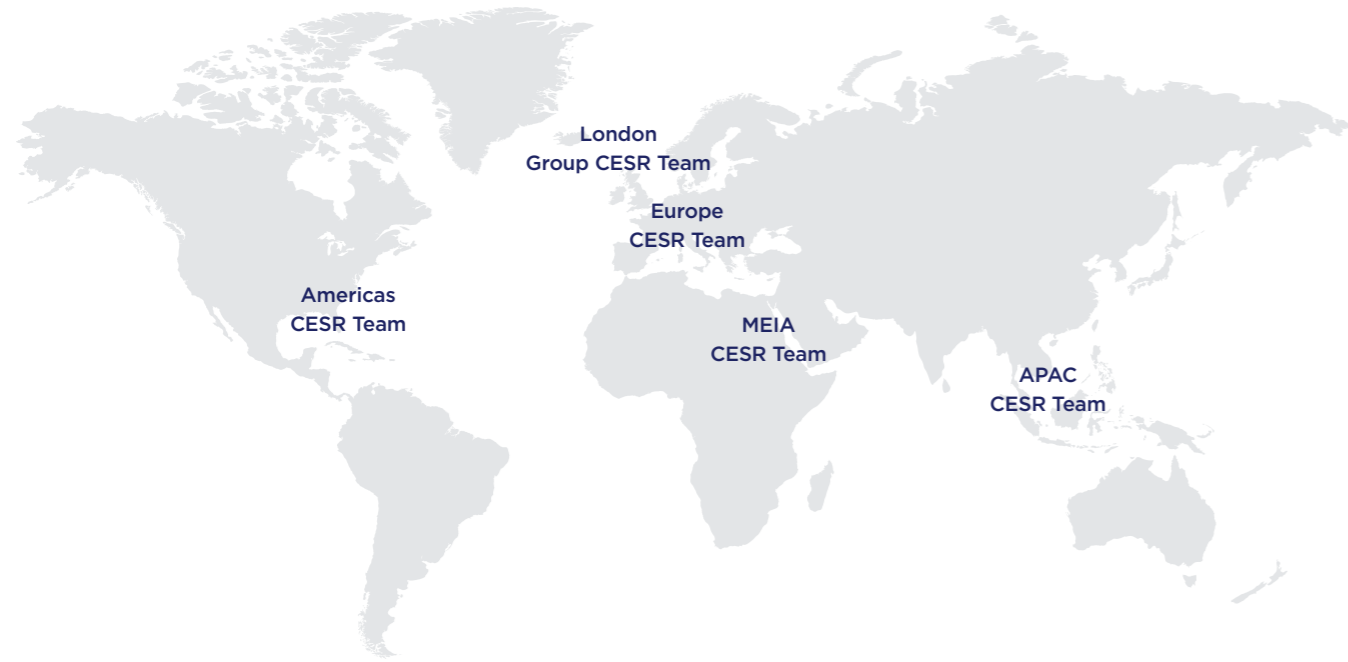 London
Group CESR Team
Europe
CESR Team
Americas
CESR Team
MEIA
CESR Team
APAC
CESR Team